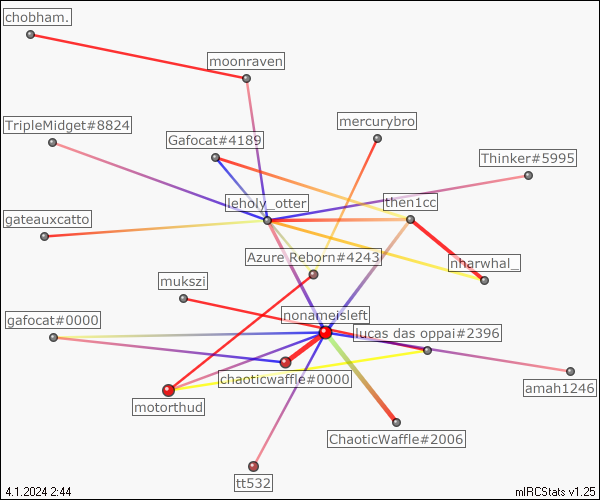 chobham.
moonraven
mercurybro
TripleMidget#8824
Gafocat#4189
Thinker#5995
leholy_otter
then1cc
gateauxcatto
Azure Reborn#4243
nharwhal_
mukszi
nonameisleft
gafocat#0000
lucas das oppai#2396
chaoticwaffle#0000
amah1246
motorthud
ChaoticWaffle#2006
tt532
4.1.2024 2:44
mIRCStats v1.25